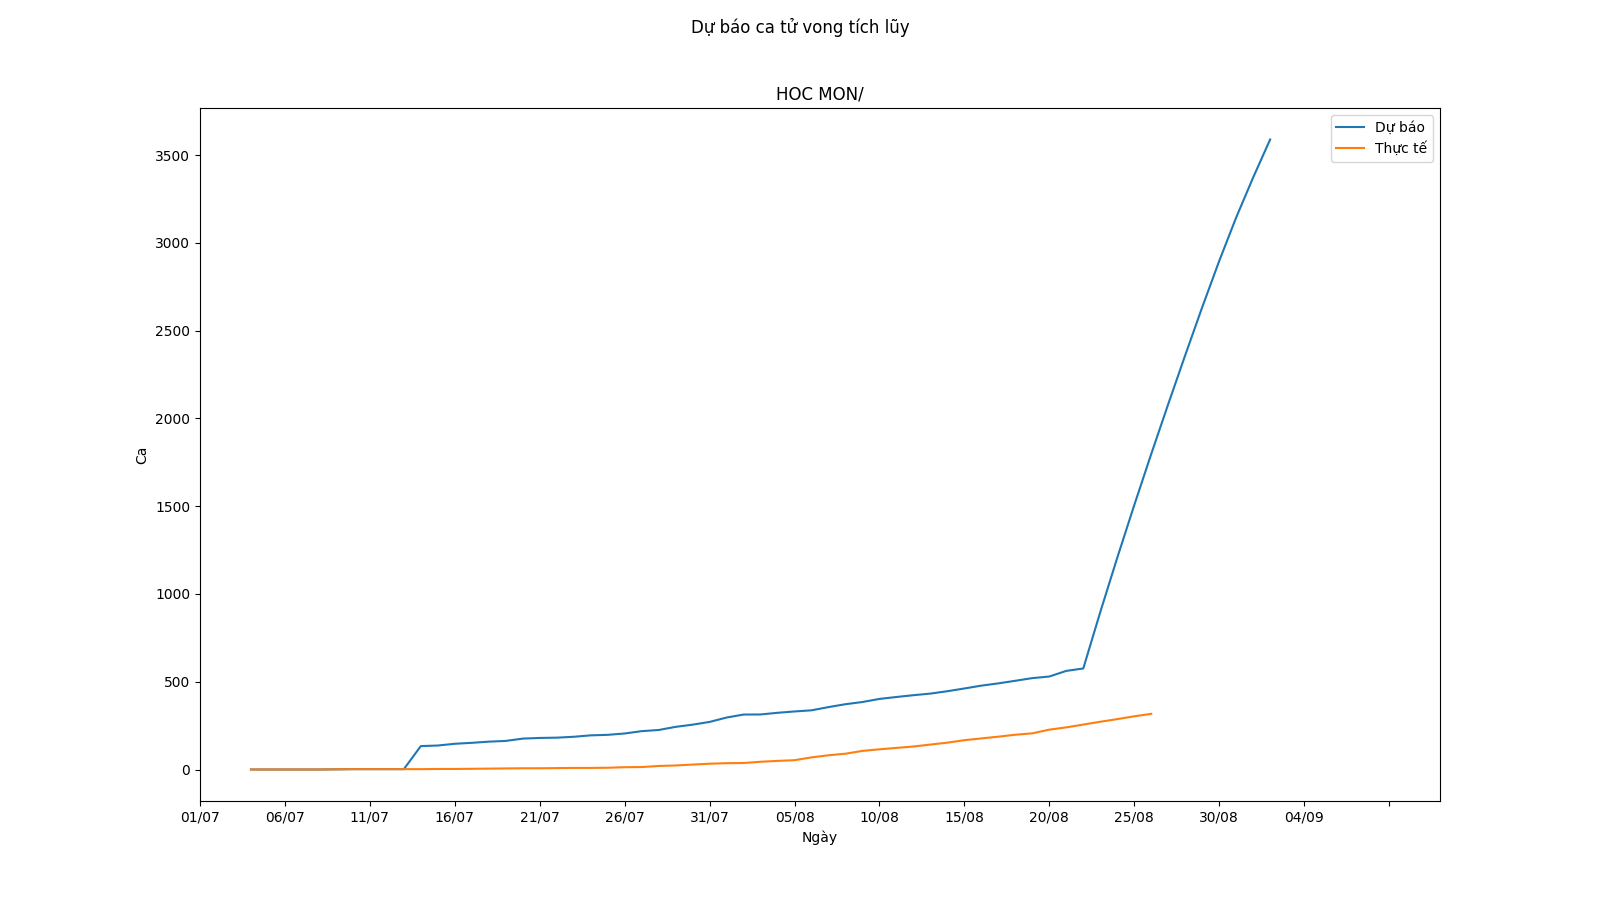 Dự báo ca tử vong tích lũy
HOC MON/
Dự báo
Thực tế
3500
3000
2500
2000
1500
1000
500
0
Ca
01/07 06/07 11/07 16/07 21/07 26/07 31/07 05/08 10/08 15/08 20/08 25/08 30/08 04/09
Ngày